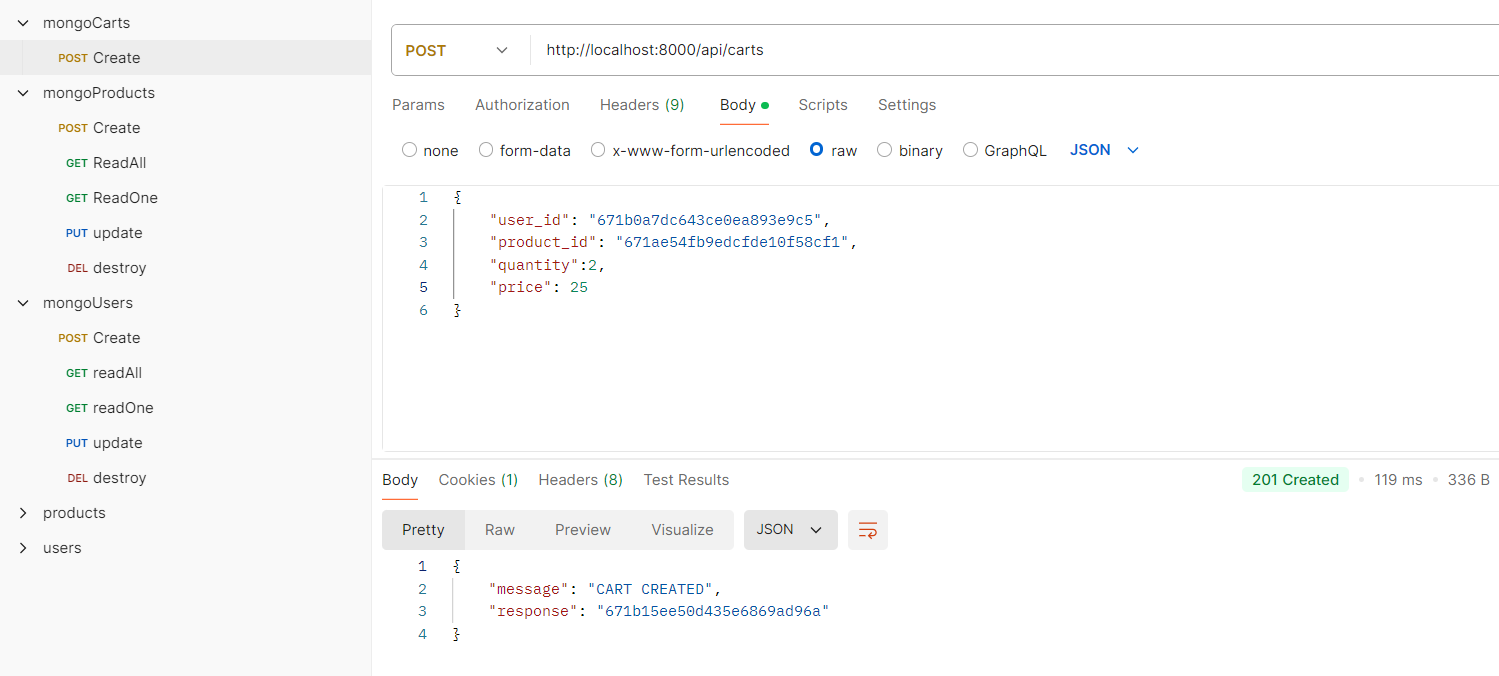 mongoCarts
POST Create
mongoProducts
POST Create
GET ReadAll
GET ReadOne
PUT update
DEL destroy
mongoUsers
POST Create
GET readAll
GET readOne
PUT update
DEL destroy
products
users
POST http://localhost:8000/api/carts
Params Authorization Headers (9) Body Scripts Settings
none form-data x-www-form-urlencoded raw binary GraphQL JSON
1 {
2 "user_id": "671b0a7dc643ce0ea893e9c5",
3 "product_id": "671ae54fb9edcfde10f58cf1",
4 "quantity":2,
5 "price": 25
6 }
Body Cookies (1) Headers (8) Test Results 201 Created 119 ms 336 B
Pretty Raw Preview Visualize JSON
1 {
2 "message": "CART CREATED",
3 "response": "671b15ee50d435e6869ad96a"
4 }